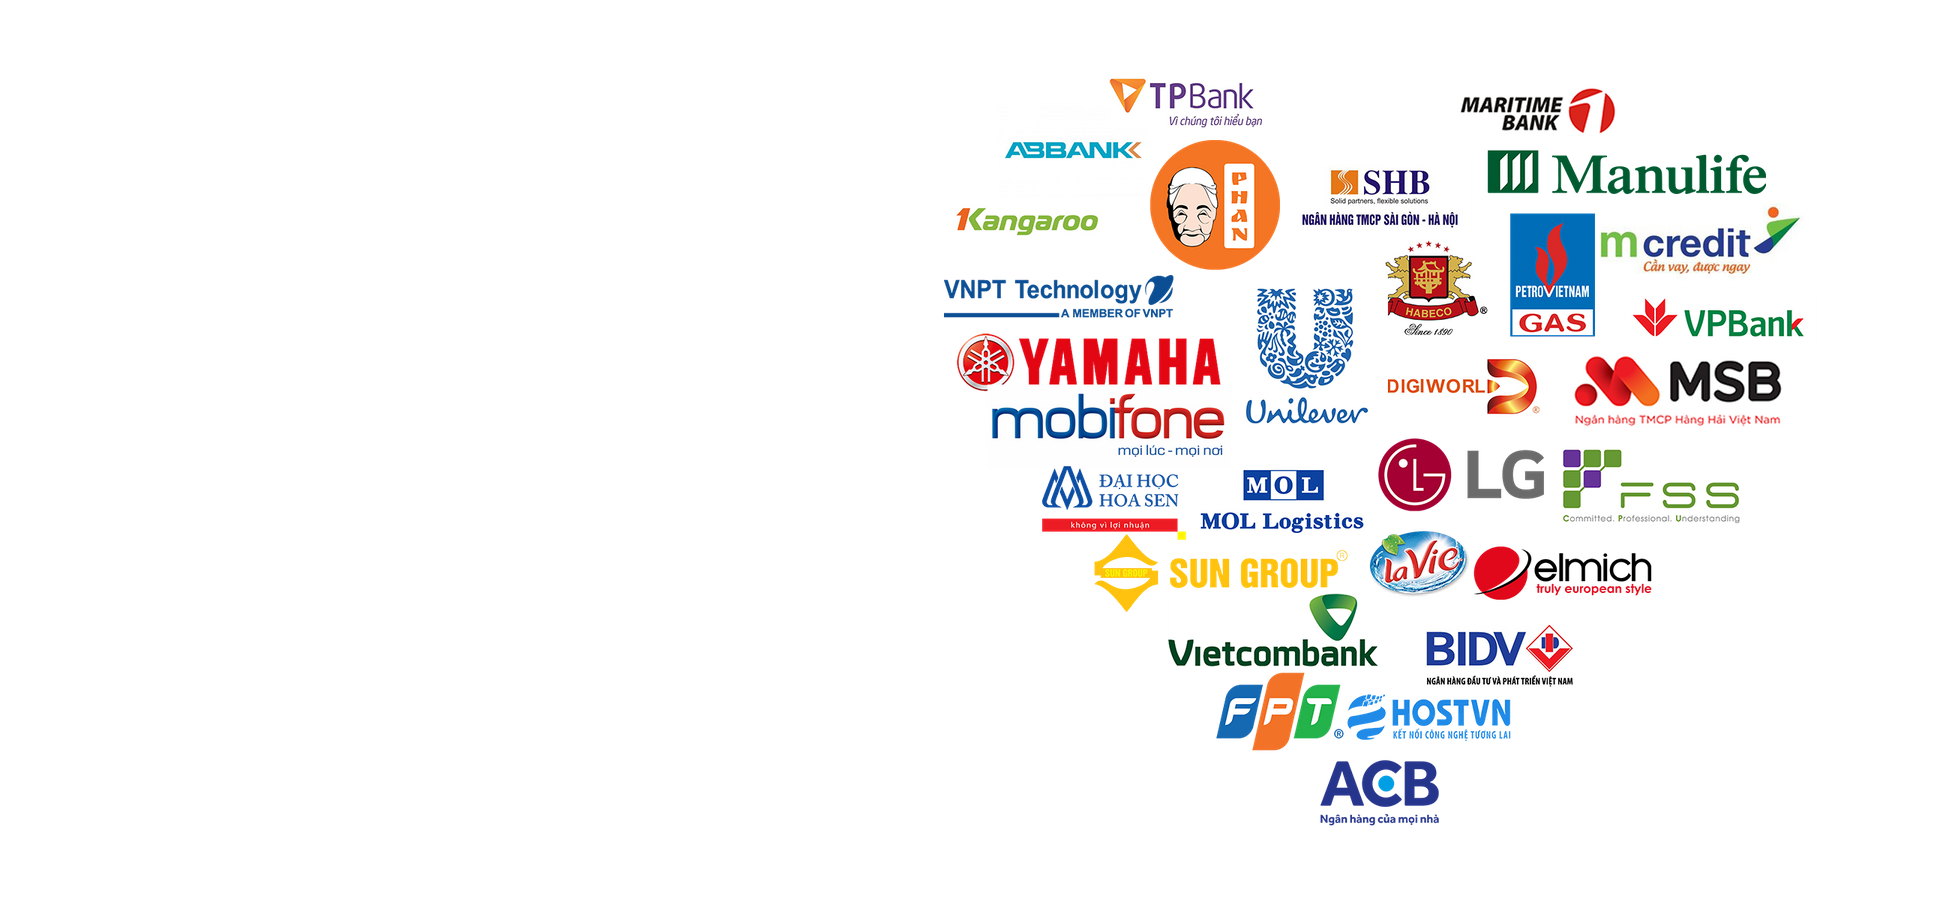 TPBank
Vì chúng tôi hiểu bạn
MARITIME
BANK
ABBANK
PHAN
SHB
Solid partners, flexible solutions
NGÂN HÀNG TMCP SÀI GÒN - HÀ NỘI
Manulife
Kangaroo
mcredit
Cần vay, được ngay
HABECO
Since 1890
PETROVIETNAM
GAS
VNPT Technology
A MEMBER OF VNPT
VPBank
YAMAHA
Unilever
DIGIWORLD
®
MSB
Ngân hàng TMCP Hàng Hải Việt Nam
mobifone
mọi lúc - mọi nơi
LG
LG
FSS
Committed. Professional. Understanding
ĐẠI HỌC
HOA SEN
không vì lợi nhuận
MOL
MOL Logistics
SUN GROUP
SUN GROUP®
LaVie
elmich
truly european style
Vietcombank
BIDV
NGÂN HÀNG ĐẦU TƯ VÀ PHÁT TRIỂN VIỆT NAM
FPT®
HOSTVN
KẾT NỐI CÔNG NGHỆ TƯƠNG LAI
ACB
Ngân hàng của mọi nhà